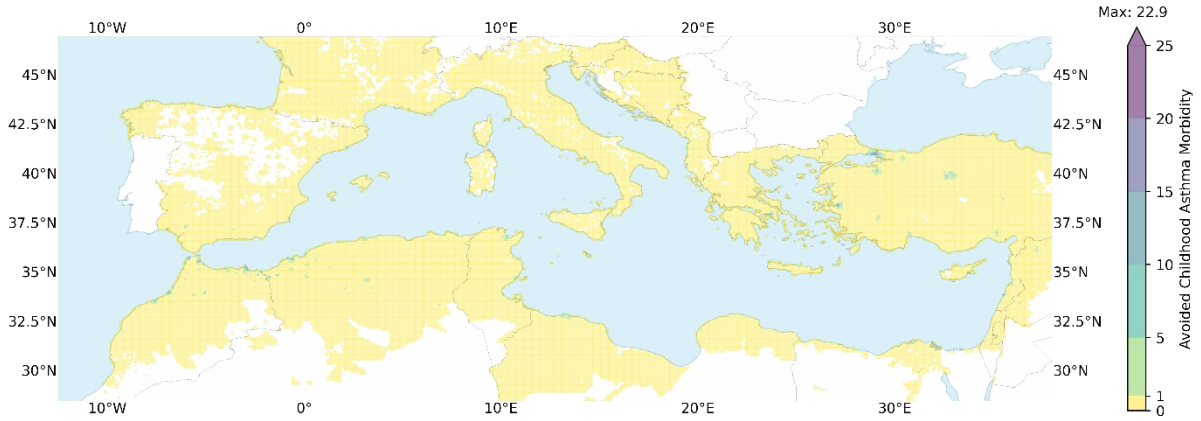 Max: 22.9
10°W 0° 10°E 20°E 30°E
45°N 45°N 25
42.5°N 42.5°N 20
40°N 40°N 15
37.5°N 37.5°N
35°N 35°N 10
32.5°N 32.5°N 5
30°N 30°N 1
0
10°W 0° 10°E 20°E 30°E
Avoided Childhood Asthma Morbidity